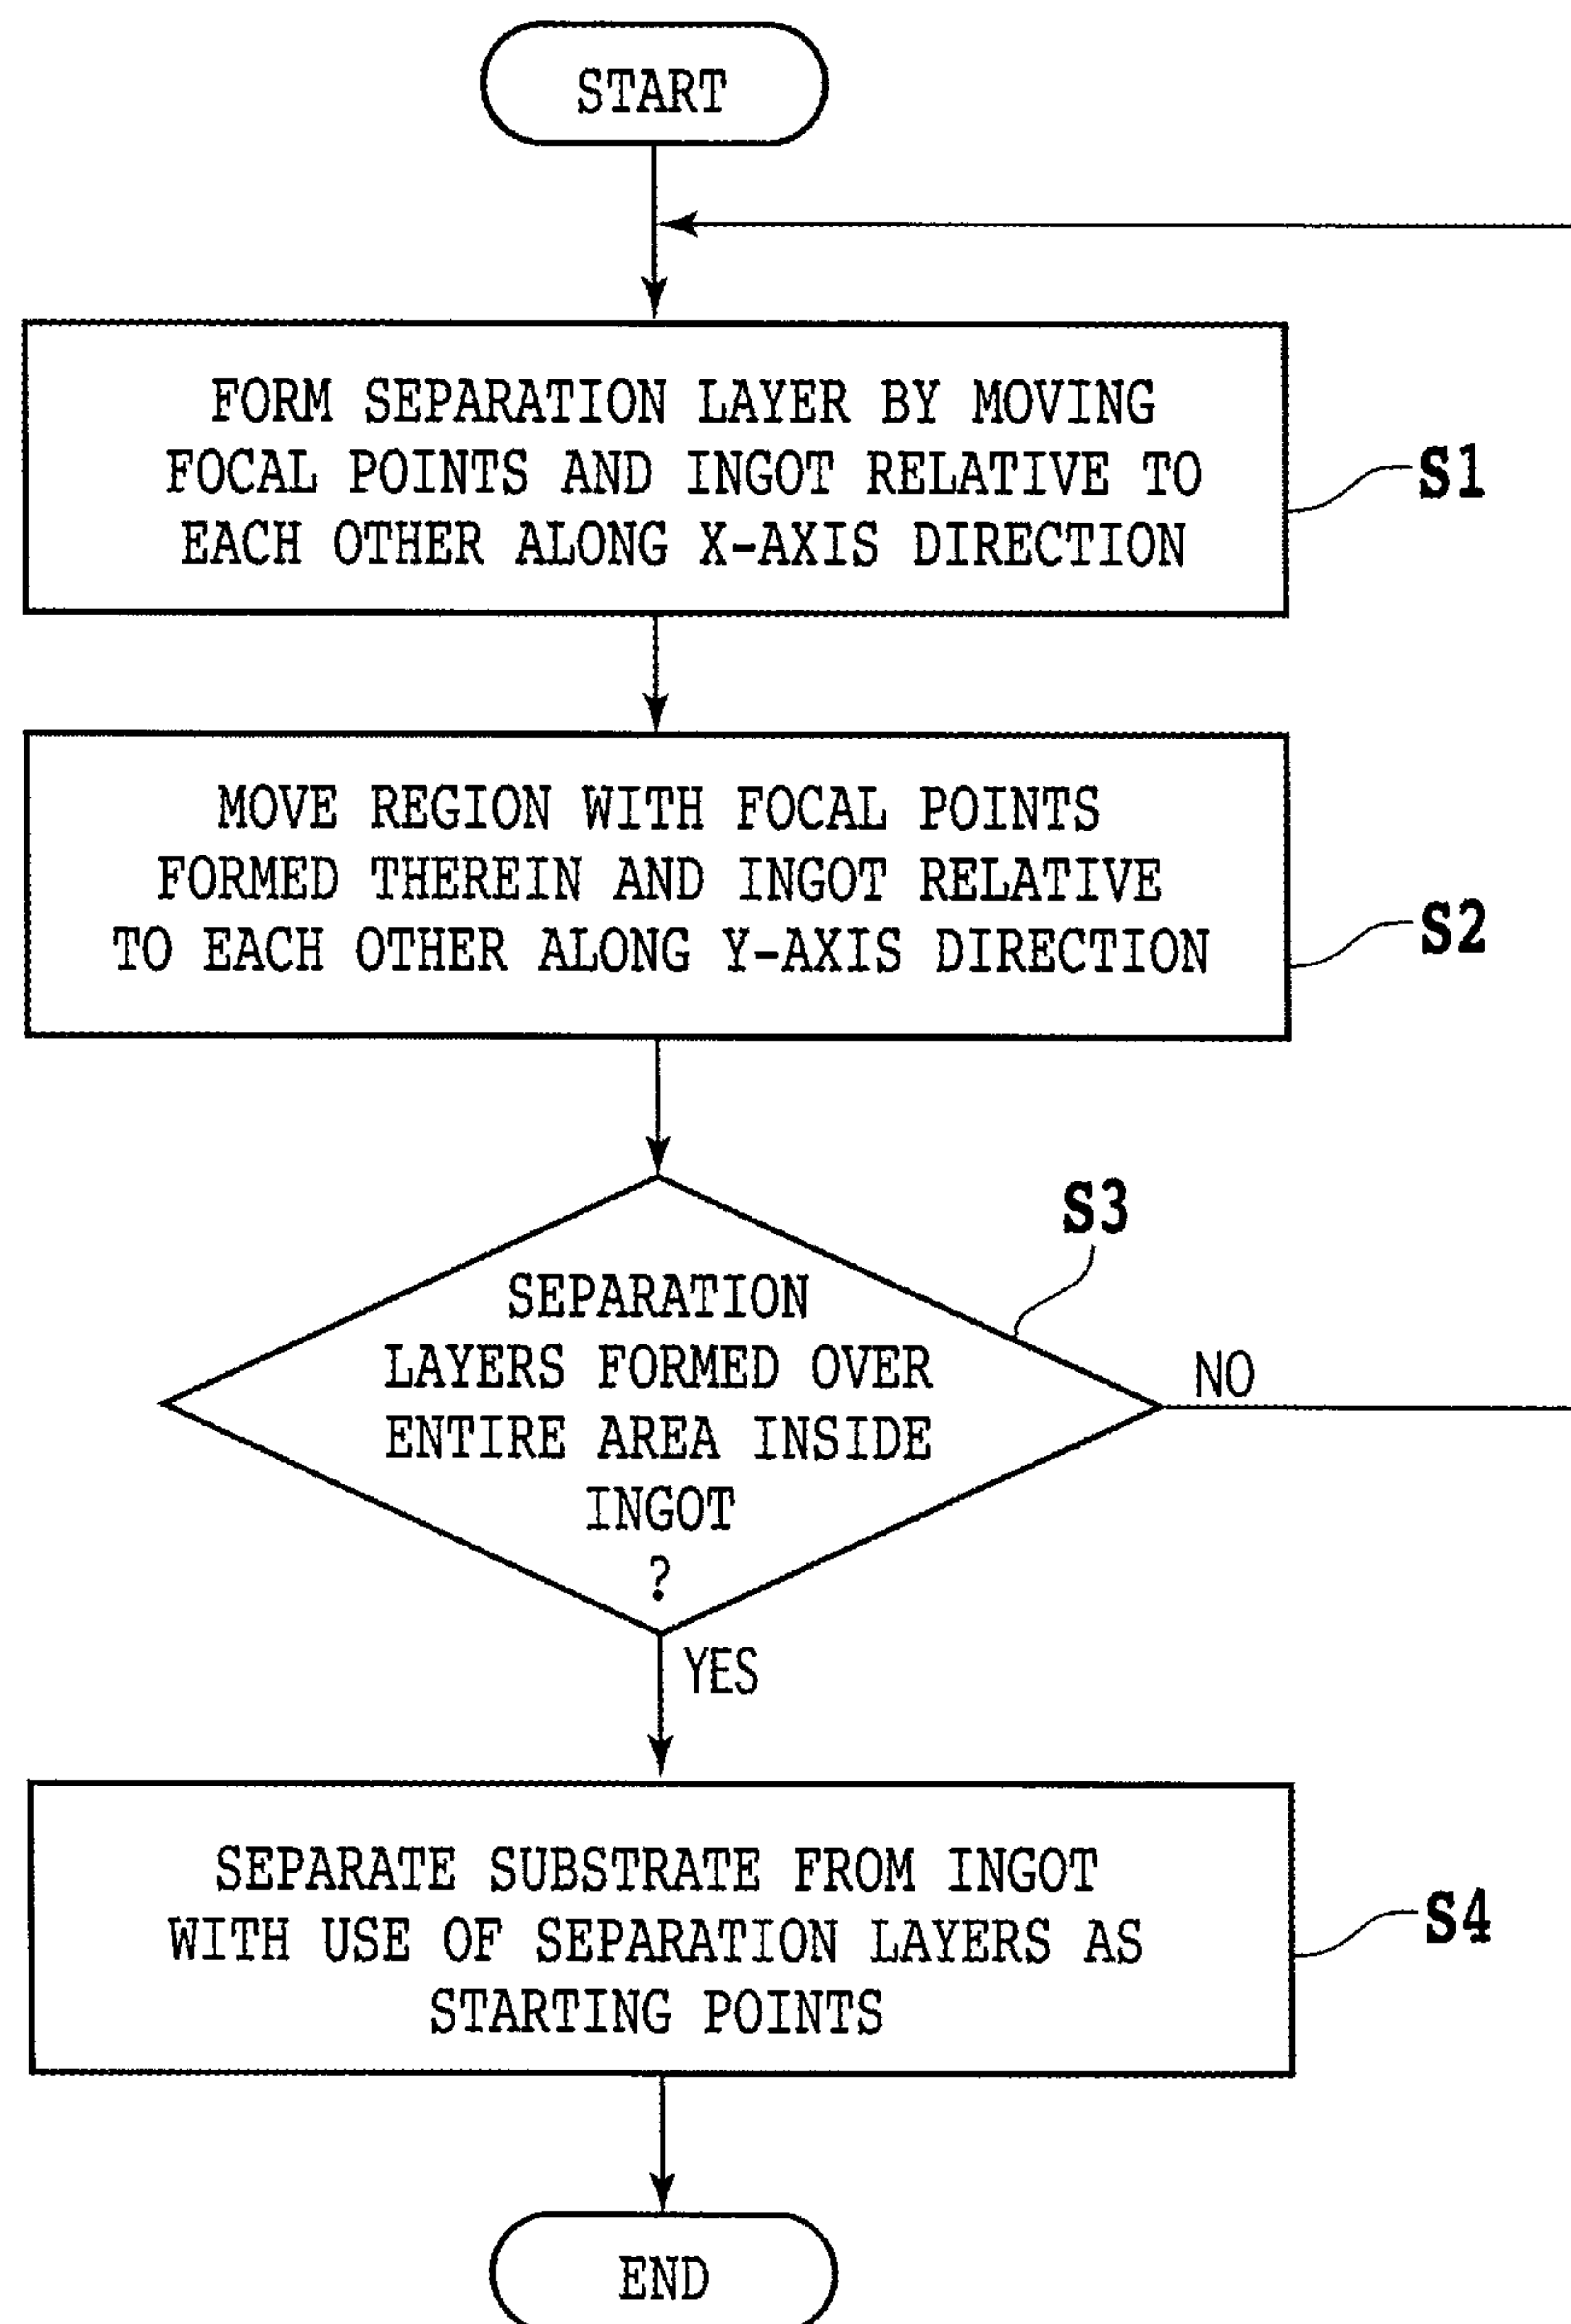 START
FORM SEPARATION LAYER BY MOVING
FOCAL POINTS AND INGOT RELATIVE TO
EACH OTHER ALONG X-AXIS DIRECTION
S1
MOVE REGION WITH FOCAL POINTS
FORMED THEREIN AND INGOT RELATIVE
TO EACH OTHER ALONG Y-AXIS DIRECTION
S2
S3
SEPARATION
LAYERS FORMED OVER
ENTIRE AREA INSIDE
INGOT
?
NO
YES
SEPARATE SUBSTRATE FROM INGOT
WITH USE OF SEPARATION LAYERS AS
STARTING POINTS
S4
END